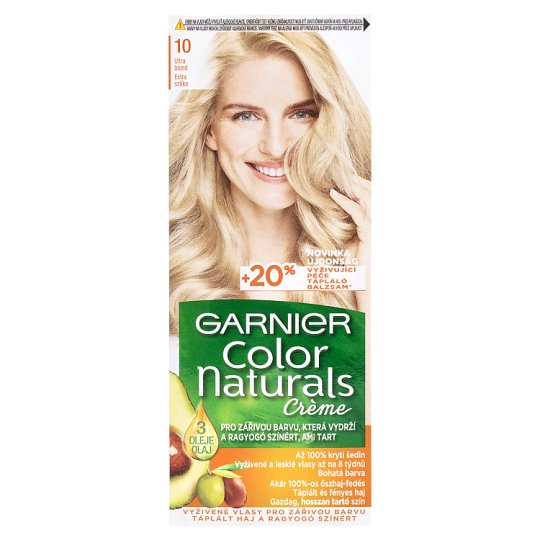 10
Ultra
blond
Extra
szőke
NOVINKA
ÚJDONSÁG
+20%
VYŽIVUJÍCÍ
PÉČE
TÁPLÁLÓ
BALZSAM*
GARNIER
Color
Naturals
Crème
PRO ZÁŘIVOU BARVU, KTERÁ VYDRŽÍ
A RAGYOGÓ SZÍNÉRT, AMI TART
3
OLEJE
OLAJ
Až 100% krytí šedin
Vyživené a lesklé vlasy až na 8 týdnů
Bohatá barva
Akár 100%-os őszhaj-fedés
Táplált és fényes haj
Gazdag, hosszan tartó szín
VYŽIVENÉ VLASY PRO ZÁŘIVOU BARVU
TÁPLÁLT HAJ A RAGYOGÓ SZÍNÉRT